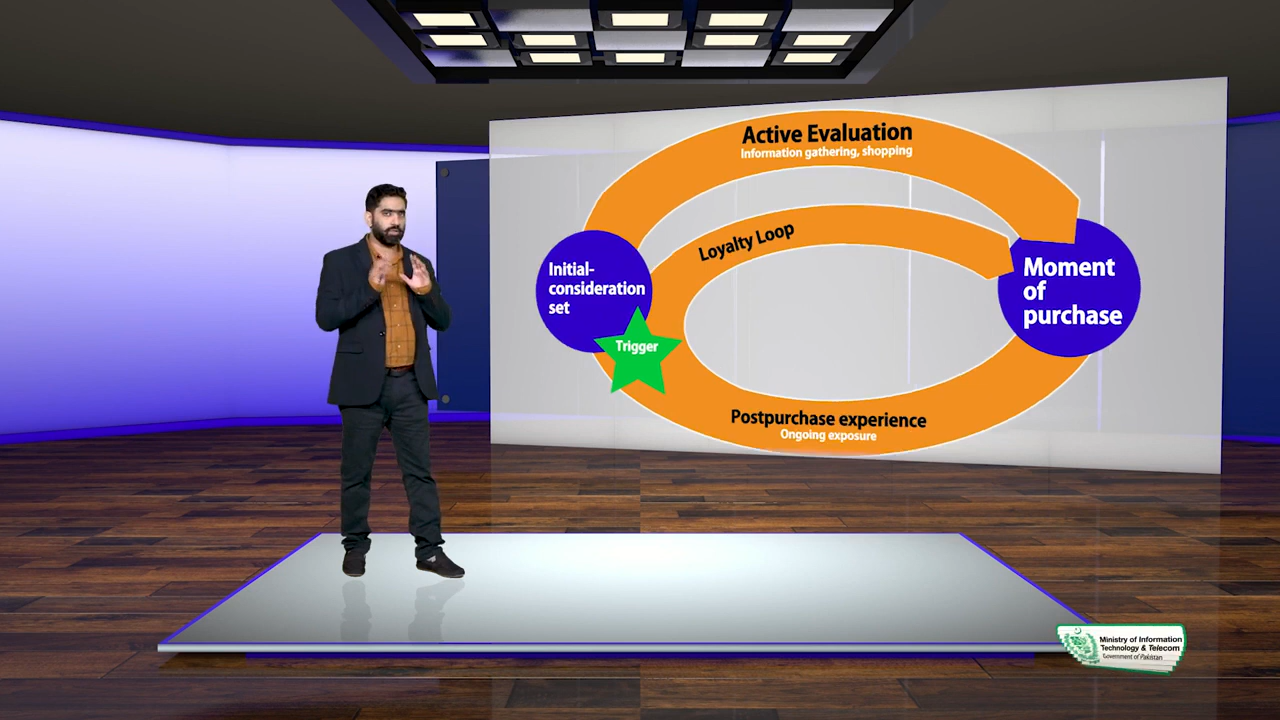 Active Evaluation
Information gathering, shopping
Loyalty Loop
Initial-
consideration
set
Moment
of
purchase
Trigger
Postpurchase experience
Ongoing exposure
Ministry of Information
Technology & Telecom
Government of Pakistan